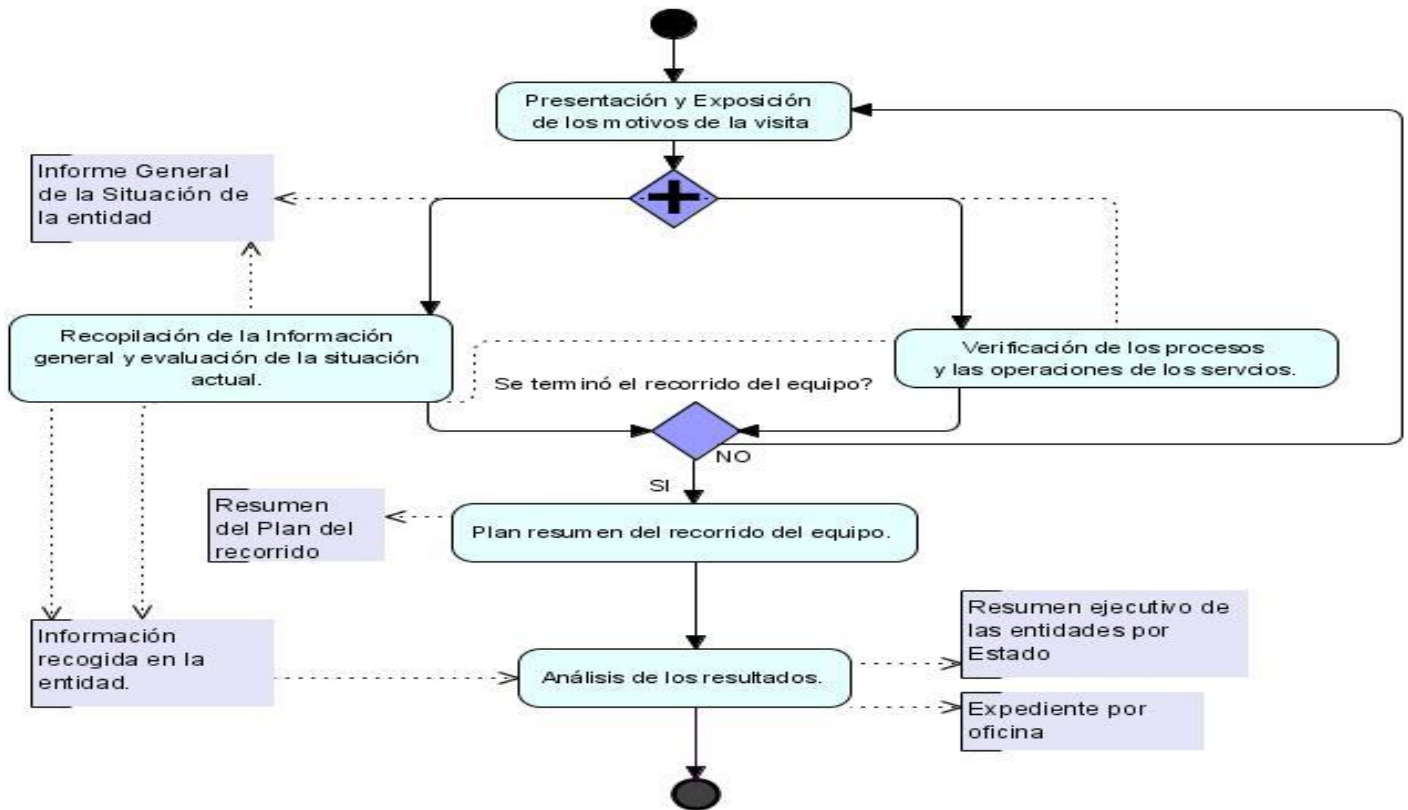 Presentación y Exposición
de los motivos de la visita
Informe General
de la Situación de
la entidad
Recopilación de la Información
general y evaluación de la situación
actual.
Verificación de los procesos
y las operaciones de los servcios.
Se terminó el recorrido del equipo?
NO
SI
Resumen
del Plan del
recorrido
Plan resumen del recorrido del equipo.
Información
recogida en la
entidad.
Análisis de los resultados.
Resumen ejecutivo de
las entidades por
Estado
Expediente por
oficina